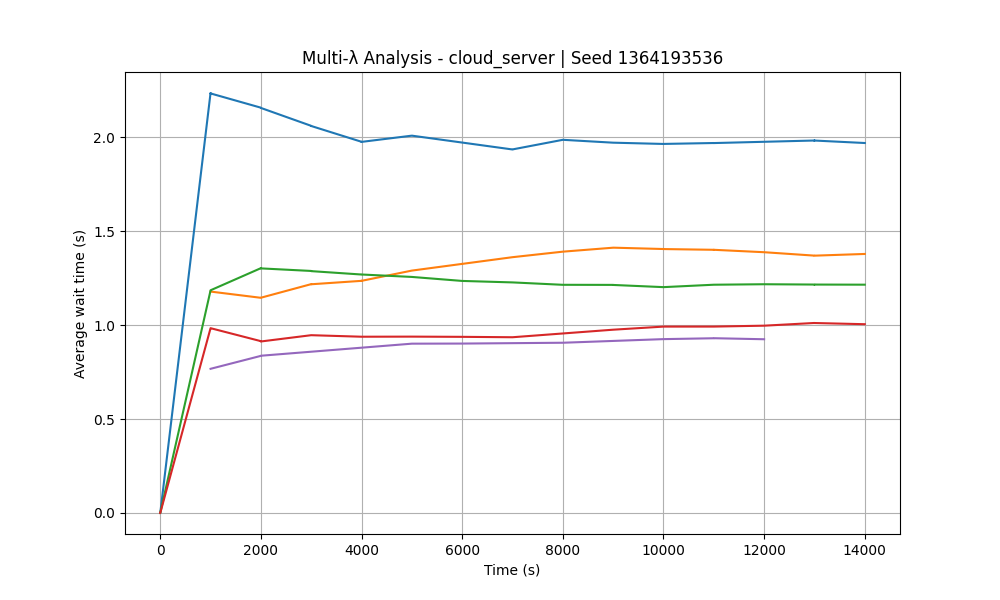 Multi-λ Analysis - cloud_server | Seed 1364193536
Average wait time (s)
2.0
1.5
1.0
0.5
0.0
0 2000 4000 6000 8000 10000 12000 14000
Time (s)